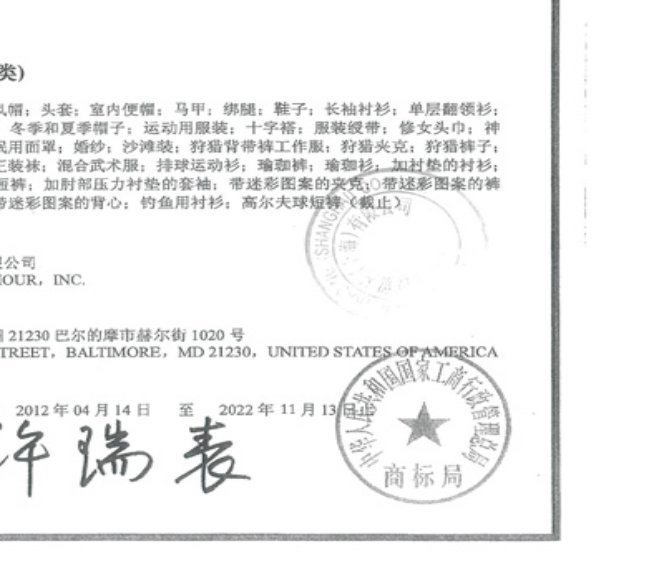 类)
风帽；头套；室内便帽；马甲；绑腿；鞋子；长袖衬衫；单层翻领衫；
冬季和夏季帽子；运动用服装；十字褡；服装绶带；修女头巾；神
民用面罩；婚纱；沙滩装；狩猎背带裤工作服；狩猎夹克；狩猎裤子；
正装袜；混合武术服；排球运动衫；瑜珈裤；瑜珈衫；加衬垫的衬衫；
短裤；加肘部压力衬垫的套袖；带迷彩图案的夹克；带迷彩图案的裤
带迷彩图案的背心；钓鱼用衬衫；高尔夫球短裤（截止）
(SHANGHAI) CO
(上海)有限公司
限公司
MOUR，INC.
国 21230 巴尔的摩市赫尔街 1020 号
STREET，BALTIMORE，MD 21230，UNITED STATES OF AMERICA
2012 年 04 月 14 日 至 2022 年 11 月 13 日止
许瑞表
中华人民共和国国家工商行政管理总局
商标局